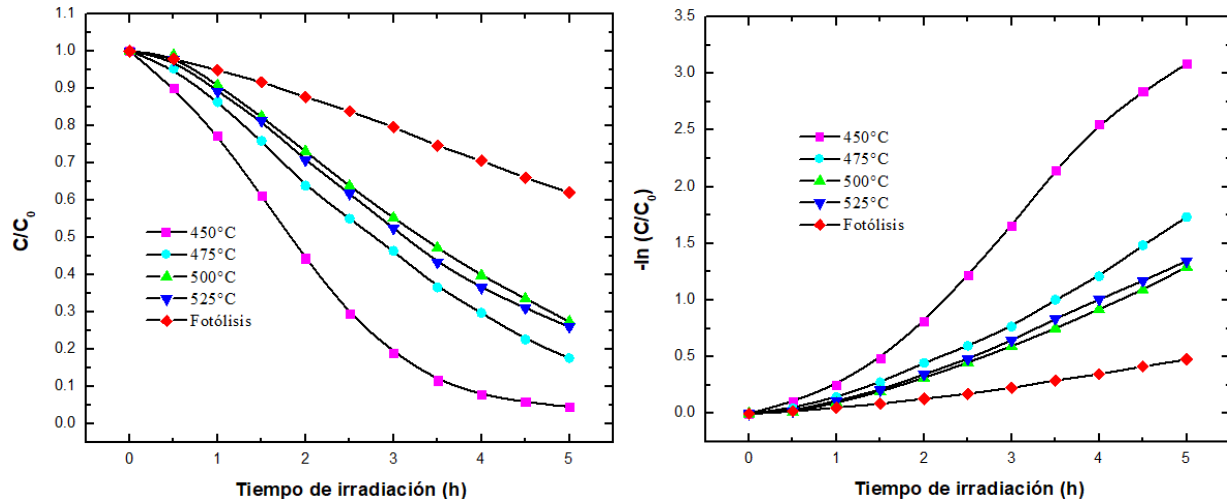 1.1
1.0
0.9
0.8
0.7
0.6
0.5
0.4
0.3
0.2
0.1
0.0
C/C0
450°C
475°C
500°C
525°C
Fotólisis
0 1 2 3 4 5
Tiempo de irradiación (h)
3.5
3.0
2.5
2.0
1.5
1.0
0.5
0.0
-ln (C/C0)
450°C
475°C
500°C
525°C
Fotólisis
0 1 2 3 4 5
Tiempo de irradiación (h)